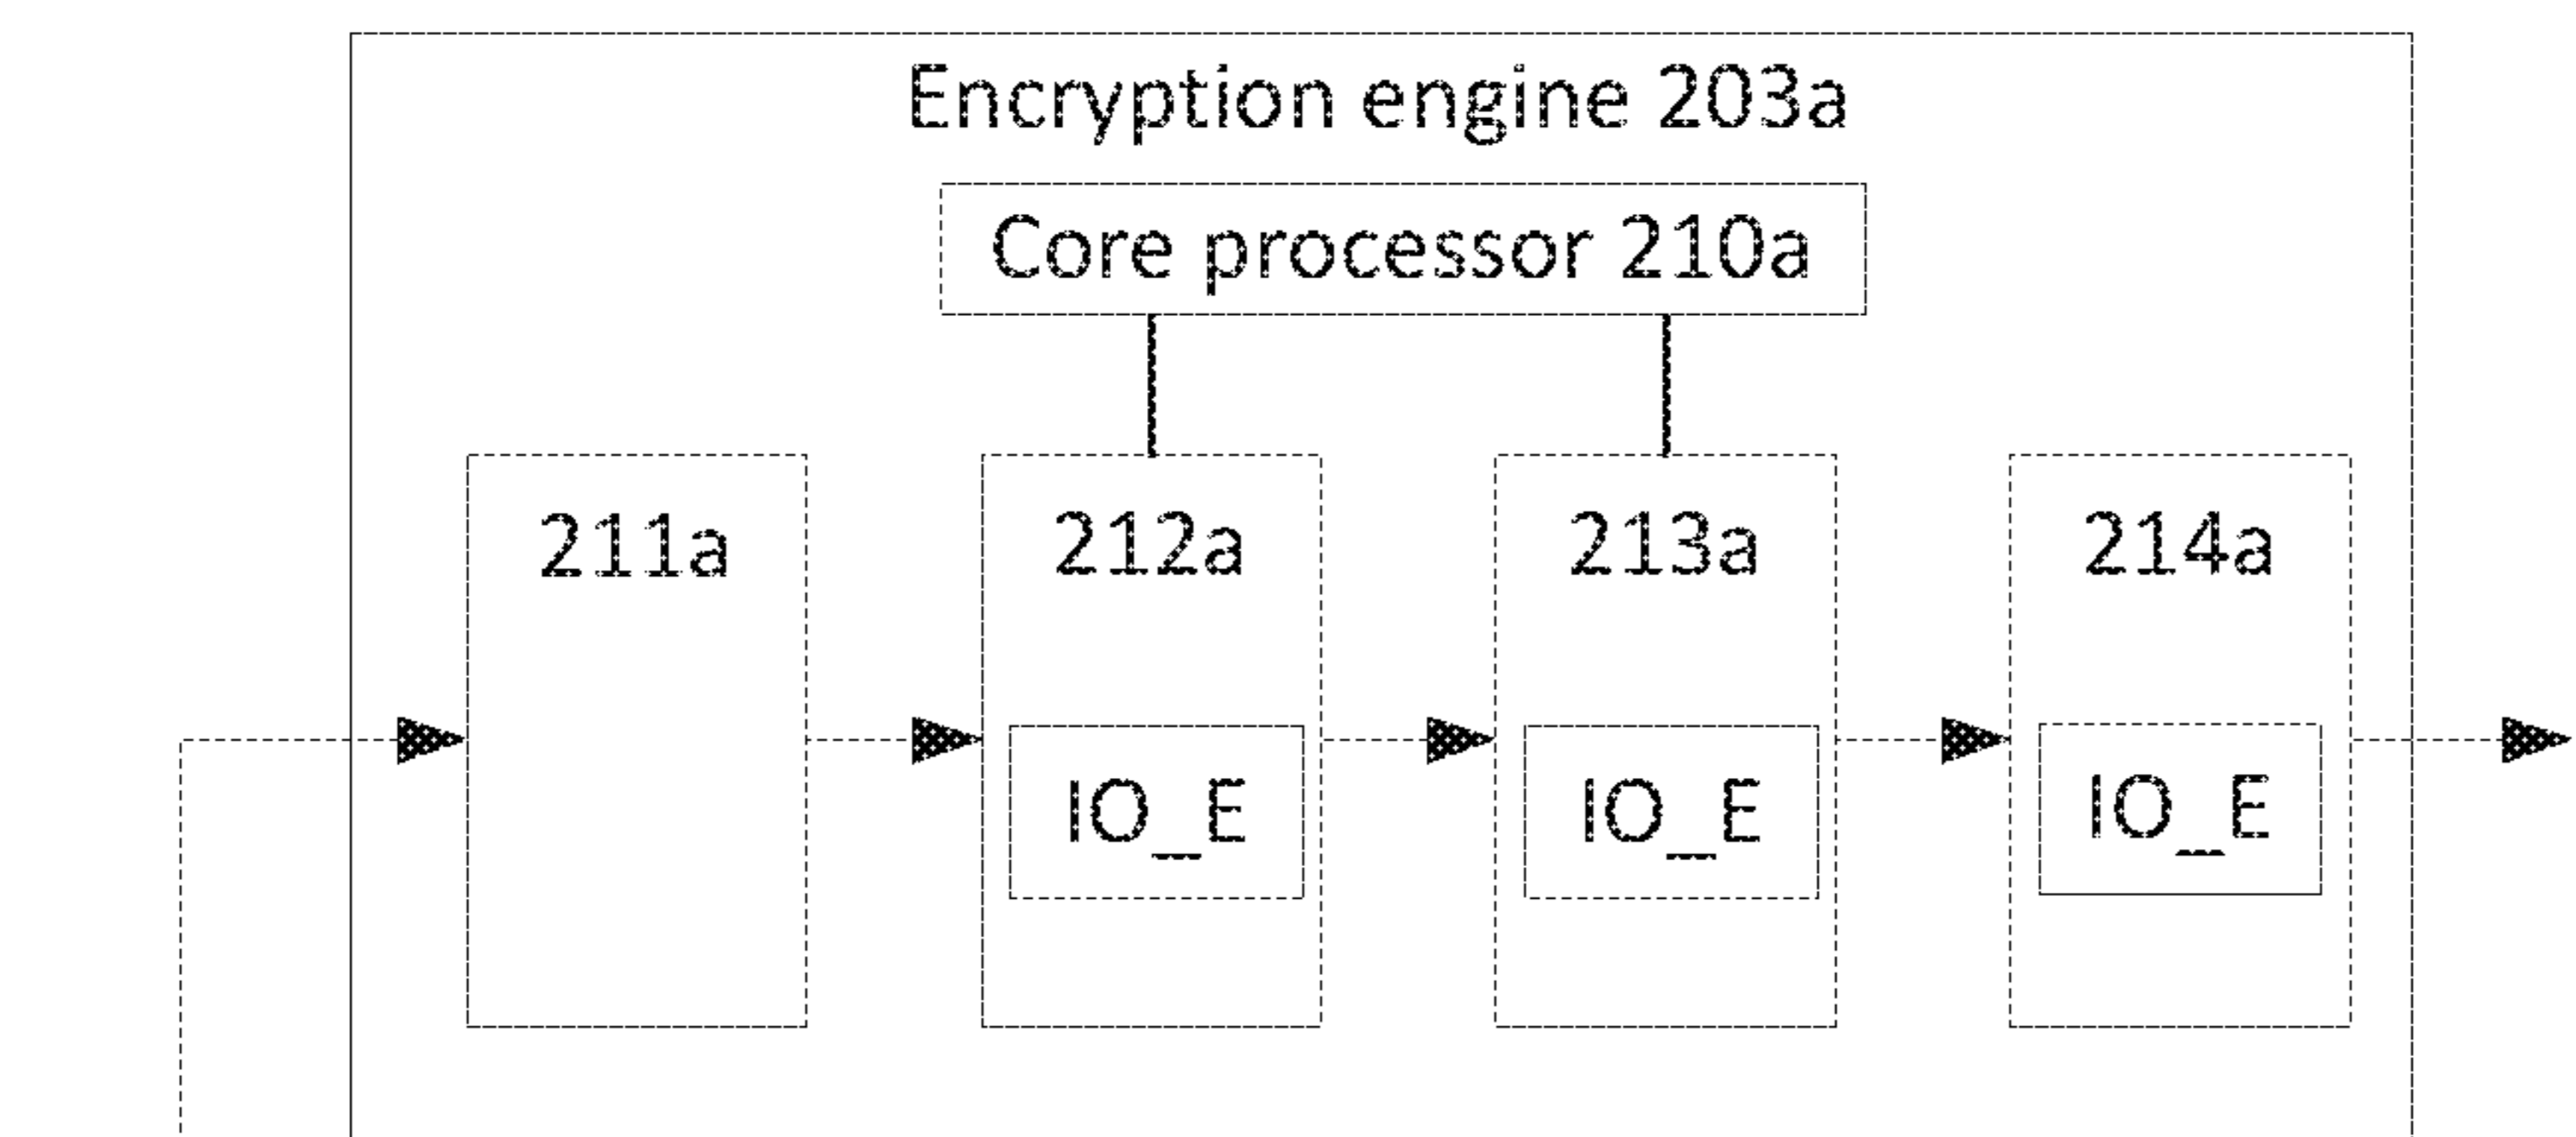 Encryption engine 203a
Core processor 210a
211a
212a
213a
214a
IO_E
IO_E
IO_E